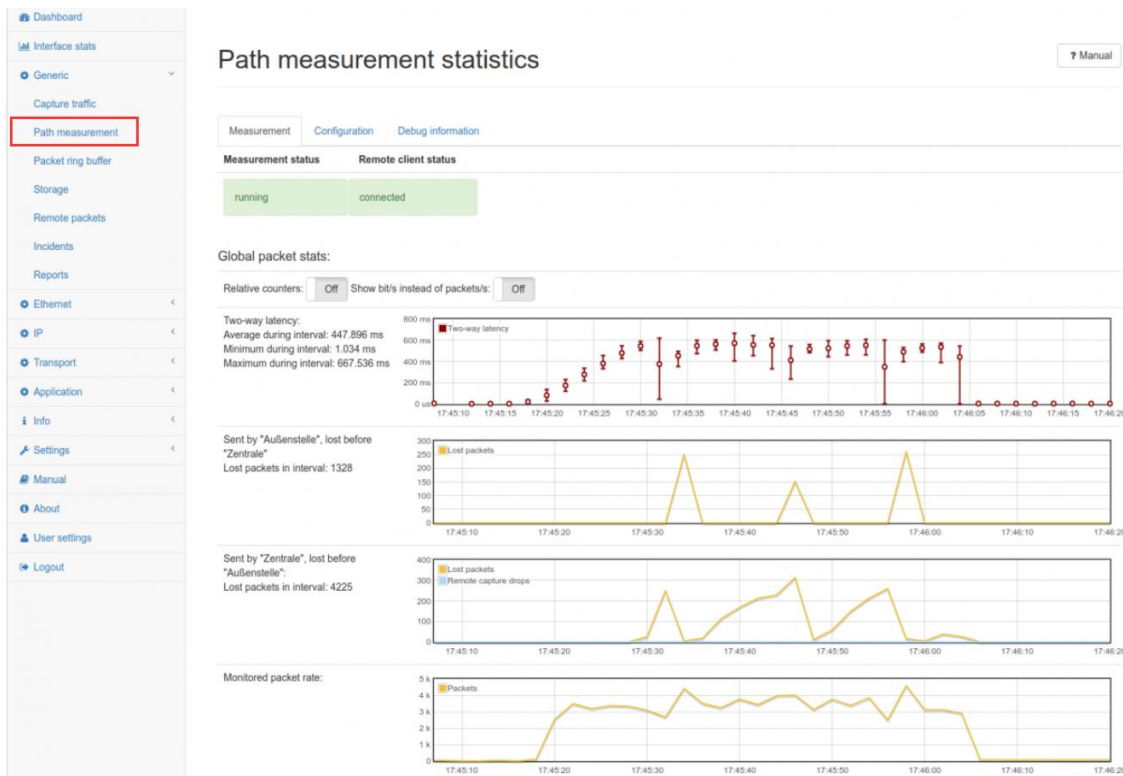 Dashboard
Interface stats
Generic
Capture traffic
Path measurement
Packet ring buffer
Storage
Remote packets
Incidents
Reports
Ethernet
IP
Transport
Application
Info
Settings
Manual
About
User settings
Logout
Path measurement statistics
? Manual
Measurement Configuration Debug information
Measurement status Remote client status
running connected
Global packet stats:
Relative counters: Off Show bit/s instead of packets/s: Off
Two-way latency:
Average during interval: 447.896 ms
Minimum during interval: 1.034 ms
Maximum during interval: 667.536 ms
800 ms
600 ms
400 ms
200 ms
0 us
Two-way latency
17:45:10 17:45:15 17:45:20 17:45:25 17:45:30 17:45:35 17:45:40 17:45:45 17:45:50 17:45:55 17:46:00 17:46:05 17:46:10 17:46:15 17:46:20
Sent by "Außenstelle", lost before
"Zentrale"
Lost packets in interval: 1328
300
250
200
150
100
50
0
Lost packets
17:45:10 17:45:20 17:45:30 17:45:40 17:45:50 17:46:00 17:46:10 17:46:20
Sent by "Zentrale", lost before
"Außenstelle":
Lost packets in interval: 4225
400
300
200
100
0
Lost packets
Remote capture drops
17:45:10 17:45:20 17:45:30 17:45:40 17:45:50 17:46:00 17:46:10 17:46:20
Monitored packet rate:
5 k
4 k
3 k
2 k
1 k
0
Packets
17:45:10 17:45:20 17:45:30 17:45:40 17:45:50 17:46:00 17:46:10 17:46:20